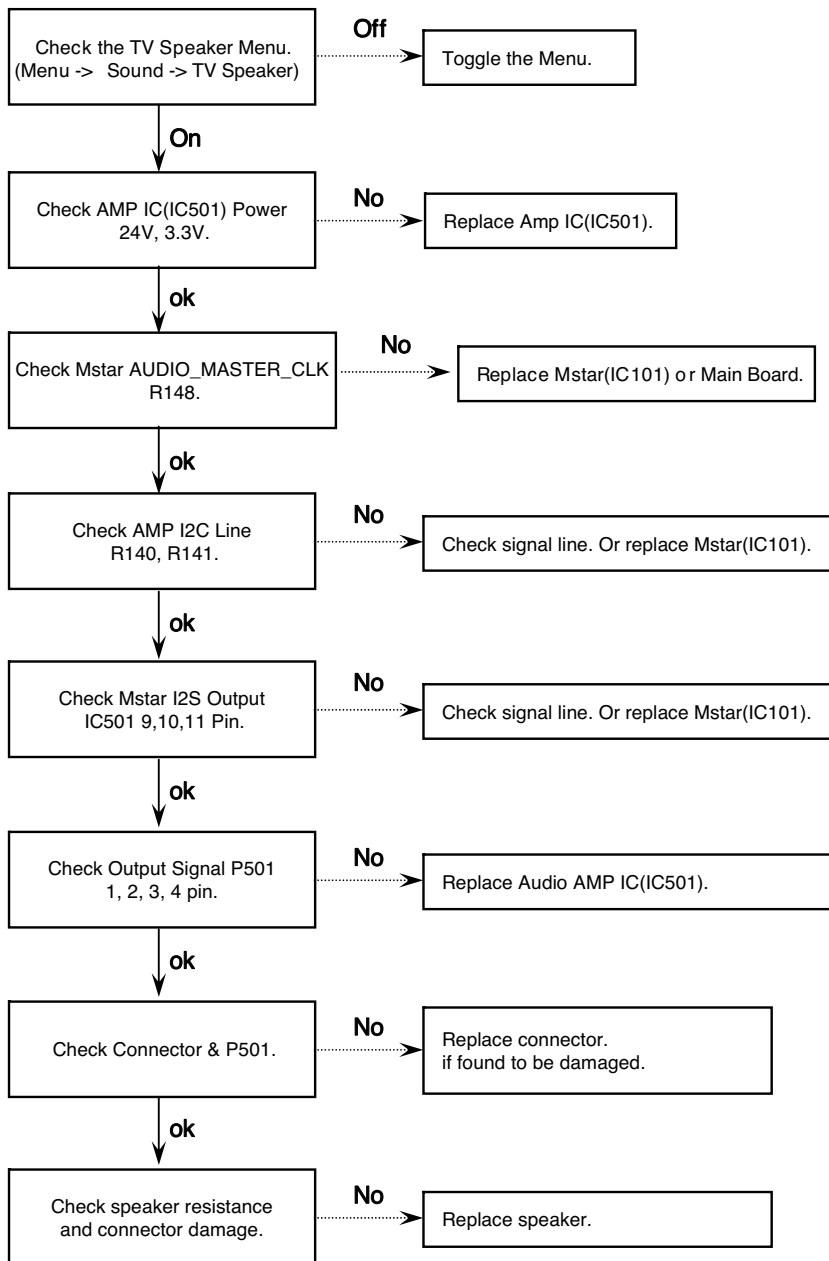 Check the TV Speaker Menu.
(Menu -> Sound -> TV Speaker)
Off
Toggle the Menu.
On
Check AMP IC(IC501) Power
24V, 3.3V.
No
Replace Amp IC(IC501).
ok
Check Mstar AUDIO_MASTER_CLK
R148.
No
Replace Mstar(IC101) or Main Board.
ok
Check AMP I2C Line
R140, R141.
No
Check signal line. Or replace Mstar(IC101).
ok
Check Mstar I2S Output
IC501 9,10,11 Pin.
No
Check signal line. Or replace Mstar(IC101).
ok
Check Output Signal P501
1, 2, 3, 4 pin.
No
Replace Audio AMP IC(IC501).
ok
Check Connector & P501.
No
Replace connector.
if found to be damaged.
ok
Check speaker resistance
and connector damage.
No
Replace speaker.